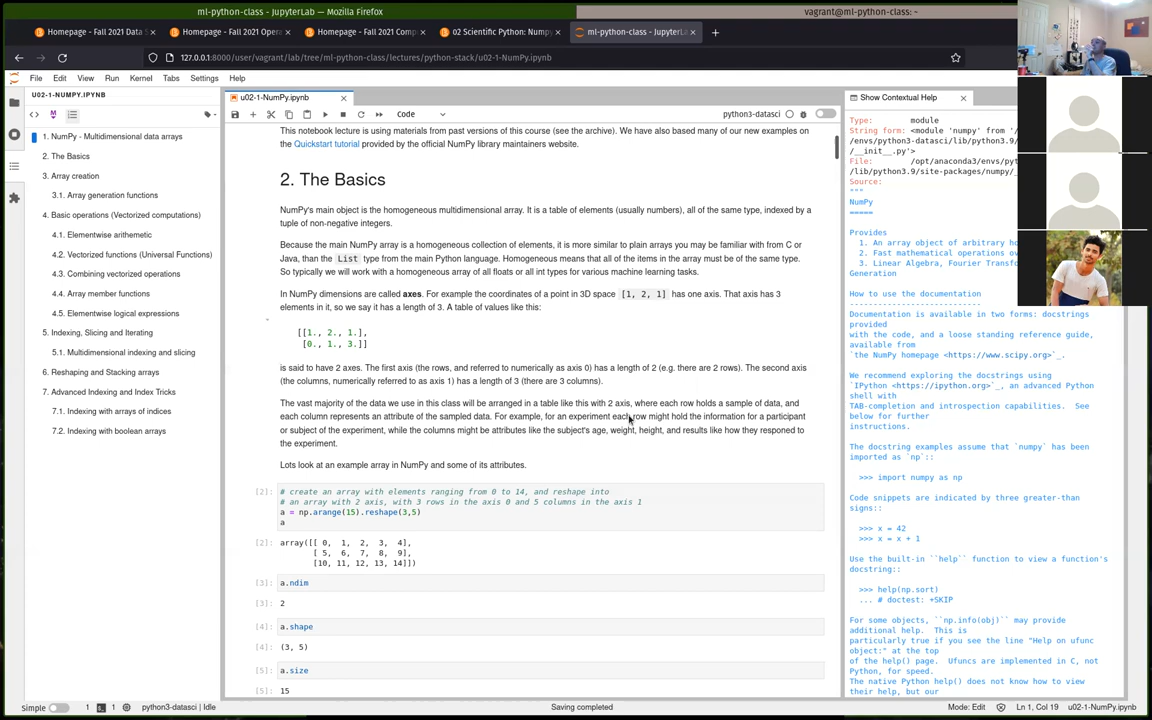 ml-python-class - JupyterLab — Mozilla Firefox
vagrant@ml-python-class: ~
Homepage - Fall 2021 Data S
Homepage - Fall 2021 Opera
Homepage - Fall 2021 Comp
02 Scientific Python: NumPy
ml-python-class - JupyterLa
127.0.0.1:8000/user/vagrant/lab/tree/ml-python-class/lectures/python-stack/u02-1-NumPy.ipynb
File Edit View Run Kernel Tabs Settings Help
U02-1-NUMPY.IPYNB
1. NumPy - Multidimensional data arrays
2. The Basics
3. Array creation
3.1. Array generation functions
4. Basic operations (Vectorized computations)
4.1. Elementwise arithmetic
4.2. Vectorized functions (Universal Functions)
4.3. Combining vectorized operations
4.4. Array member functions
4.5. Elementwise logical expressions
5. Indexing, Slicing and Iterating
5.1. Multidimensional indexing and slicing
6. Reshaping and Stacking arrays
7. Advanced Indexing and Index Tricks
7.1. Indexing with arrays of indices
7.2. Indexing with boolean arrays
u02-1-NumPy.ipynb
Code
python3-datasci
This notebook lecture is using materials from past versions of this course (see the archive). We have also based many of our new examples on
the Quickstart tutorial provided by the official NumPy library maintainers website.
2. The Basics
NumPy's main object is the homogeneous multidimensional array. It is a table of elements (usually numbers), all of the same type, indexed by a
tuple of non-negative integers.
Because the main NumPy array is a homogeneous collection of elements, it is more similar to plain arrays you may be familiar with from C or
Java, than the List type from the main Python language. Homogeneous means that all of the items in the array must be of the same type.
So typically we will work with a homogeneous array of all floats or all int types for various machine learning tasks.
In NumPy dimensions are called axes. For example the coordinates of a point in 3D space [1, 2, 1] has one axis. That axis has 3
elements in it, so we say it has a length of 3. A table of values like this:
[[1., 2., 1.],
[0., 1., 3.]]
is said to have 2 axes. The first axis (the rows, and referred to numerically as axis 0) has a length of 2 (e.g. there are 2 rows). The second axis
(the columns, numerically referred to as axis 1) has a length of 3 (there are 3 columns).
The vast majority of the data we use in this class will be arranged in a table like this with 2 axis, where each row holds a sample of data, and
each column represents an attribute of the sampled data. For example, for an experiment each row might hold the information for a participant
or subject of the experiment, while the columns might be attributes like the subject's age, weight, height, and results like how they responed to
the experiment.
Lots look at an example array in NumPy and some of its attributes.
[2]: # create an array with elements ranging from 0 to 14, and reshape into
# an array with 2 axis, with 3 rows in the axis 0 and 5 columns in the axis 1
a = np.arange(15).reshape(3,5)
a
[2]: array([[ 0, 1, 2, 3, 4],
[ 5, 6, 7, 8, 9],
[10, 11, 12, 13, 14]])
[3]: a.ndim
[3]: 2
[4]: a.shape
[4]: (3, 5)
[5]: a.size
[5]: 15
Show Contextual Help
Type: module
String form: <module 'numpy' from '/
/envs/python3-datasci/lib/python3.9/
/__init__.py'>
File: /opt/anaconda3/envs/pyt
/lib/python3.9/site-packages/numpy/_
init__.py
Source:
"""
NumPy
=====
Provides
1. An array object of arbitrary ho
2. Fast mathematical operations ov
3. Linear Algebra, Fourier Transfo
Generation
How to use the documentation
----------------------------
Documentation is available in two forms: docstrings
provided
with the code, and a loose standing reference guide,
available from
`the NumPy homepage <https://www.scipy.org>`_.
We recommend exploring the docstrings using
`IPython <https://ipython.org>`_, an advanced Python
shell with
TAB-completion and introspection capabilities. See
below for further
instructions.
The docstring examples assume that `numpy` has been
imported as `np`::
>>> import numpy as np
Code snippets are indicated by three greater-than
signs::
>>> x = 42
>>> x = x + 1
Use the built-in ``help`` function to view a function's
docstring::
>>> help(np.sort)
... # doctest: +SKIP
For some objects, ``np.info(obj)`` may provide
additional help. This is
particularly true if you see the line "Help on ufunc
object:" at the top
of the help() page. Ufuncs are implemented in C, not
Python, for speed.
The native Python help() does not know how to view
their help, but our
Simple 0 1 1 python3-datasci | Idle
Saving completed
Mode: Edit
Ln 1, Col 19 u02-1-NumPy.ipynb